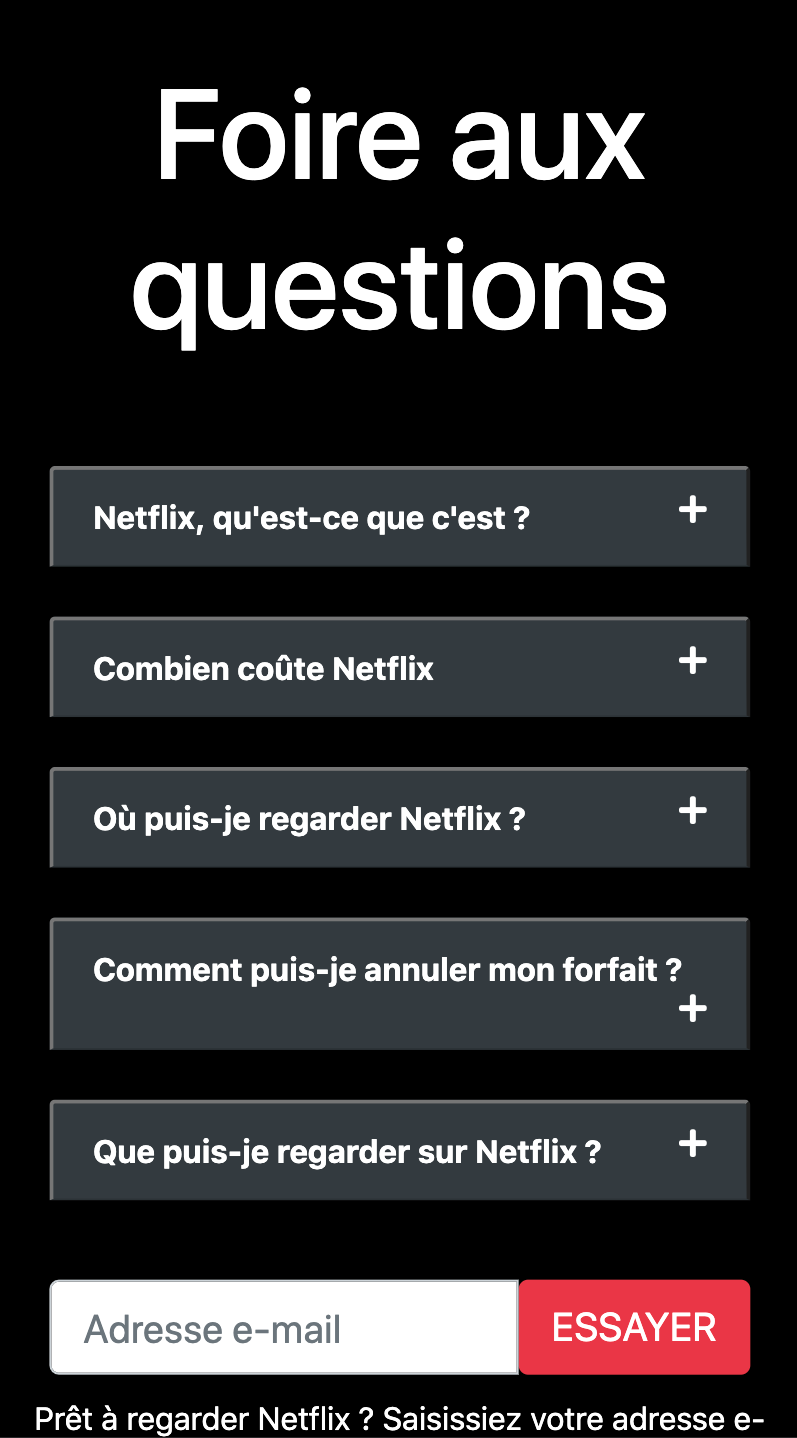 Foire aux
questions
Netflix, qu'est-ce que c'est ?
Combien coûte Netflix
Où puis-je regarder Netflix ?
Comment puis-je annuler mon forfait ?
Que puis-je regarder sur Netflix ?
Adresse e-mail
ESSAYER
Prêt à regarder Netflix ? Saisissiez votre adresse e-